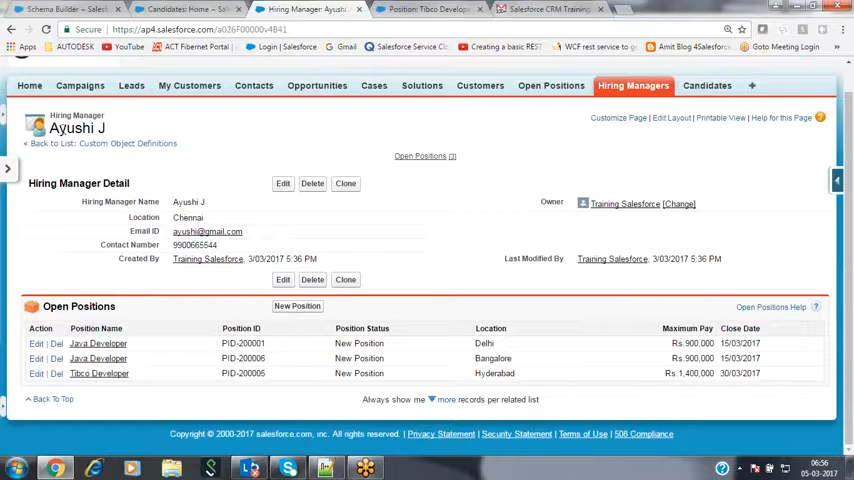 Schema Builder ~ Salesf
Candidates: Home ~ Sales
Hiring Manager: Ayushi
Position: Tibco Develop
Salesforce CRM Training
Secure
https://ap4.salesforce.com/a026F00000v4B41
Apps
AUTODESK
YouTube
ACT Fibernet Portal
Login | Salesforce
Salesforce Service Clo
Creating a basic REST
WCF rest service to g
Amit Blog 4Salesforce
Goto Meeting Login
Home
Campaigns
Leads
My Customers
Contacts
Opportunities
Cases
Solutions
Customers
Open Positions
Hiring Managers
Candidates
+
Hiring Manager
Ayushi J
Customize Page | Edit Layout | Printable View | Help for this Page ?
« Back to List: Custom Object Definitions
Open Positions [3]
Hiring Manager Detail
Edit
Delete
Clone
Hiring Manager Name Ayushi J
Owner Training Salesforce [Change]
Location Chennai
Email ID ayushi@gmail.com
Contact Number 9900665544
Created By Training Salesforce, 3/03/2017 5:36 PM
Last Modified By Training Salesforce, 3/03/2017 5:36 PM
Edit
Delete
Clone
Open Positions
New Position
Open Positions Help ?
Action Position Name Position ID Position Status Location Maximum Pay Close Date
Edit | Del Java Developer PID-200001 New Position Delhi Rs.900,000 15/03/2017
Edit | Del Java Developer PID-200006 New Position Bangalore Rs.900,000 15/03/2017
Edit | Del Tibco Developer PID-200005 New Position Hyderabad Rs.1,400,000 30/03/2017
Back To Top
Always show me more records per related list
Copyright © 2000-2017 salesforce.com, inc. All rights reserved. | Privacy Statement | Security Statement | Terms of Use | 508 Compliance
06:56
05-03-2017